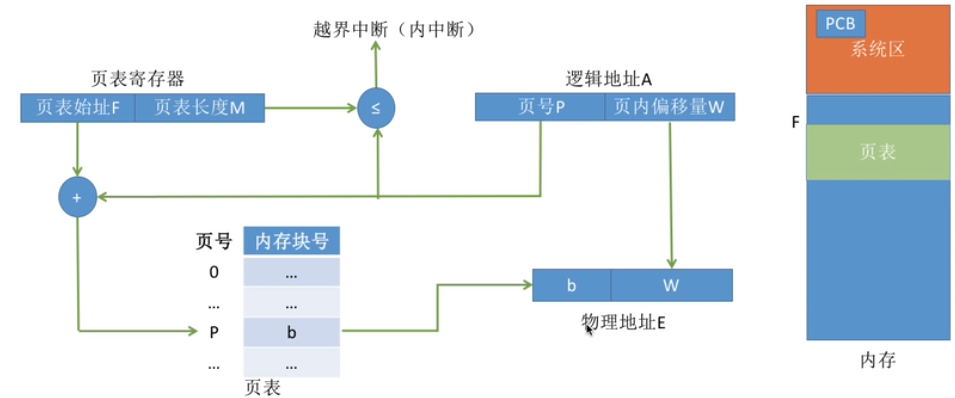 越界中断（内中断）
页表寄存器
页表始址F 页表长度M
≤
逻辑地址A
页号P 页内偏移量W
+
页号 内存块号
0 ...
... ...
P b
... ...
页表
b W
物理地址E
PCB
系统区
F
页表
内存